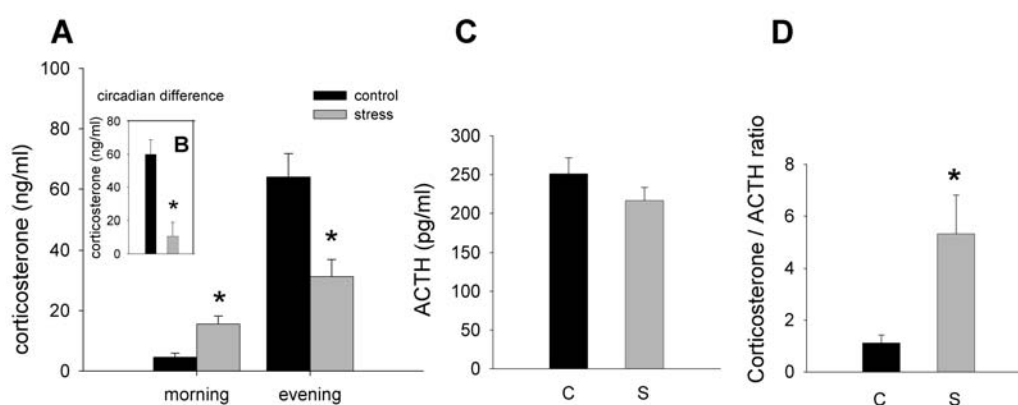 A
corticosterone (ng/ml)
100
80
60
40
20
0
morning
evening
control
stress
*
*
circadian difference
B
corticosterone (ng/ml)
80
60
40
20
0
*
C
ACTH (pg/ml)
300
250
200
150
100
50
0
C
S
D
Corticosterone / ACTH ratio
8
6
4
2
0
*
C
S